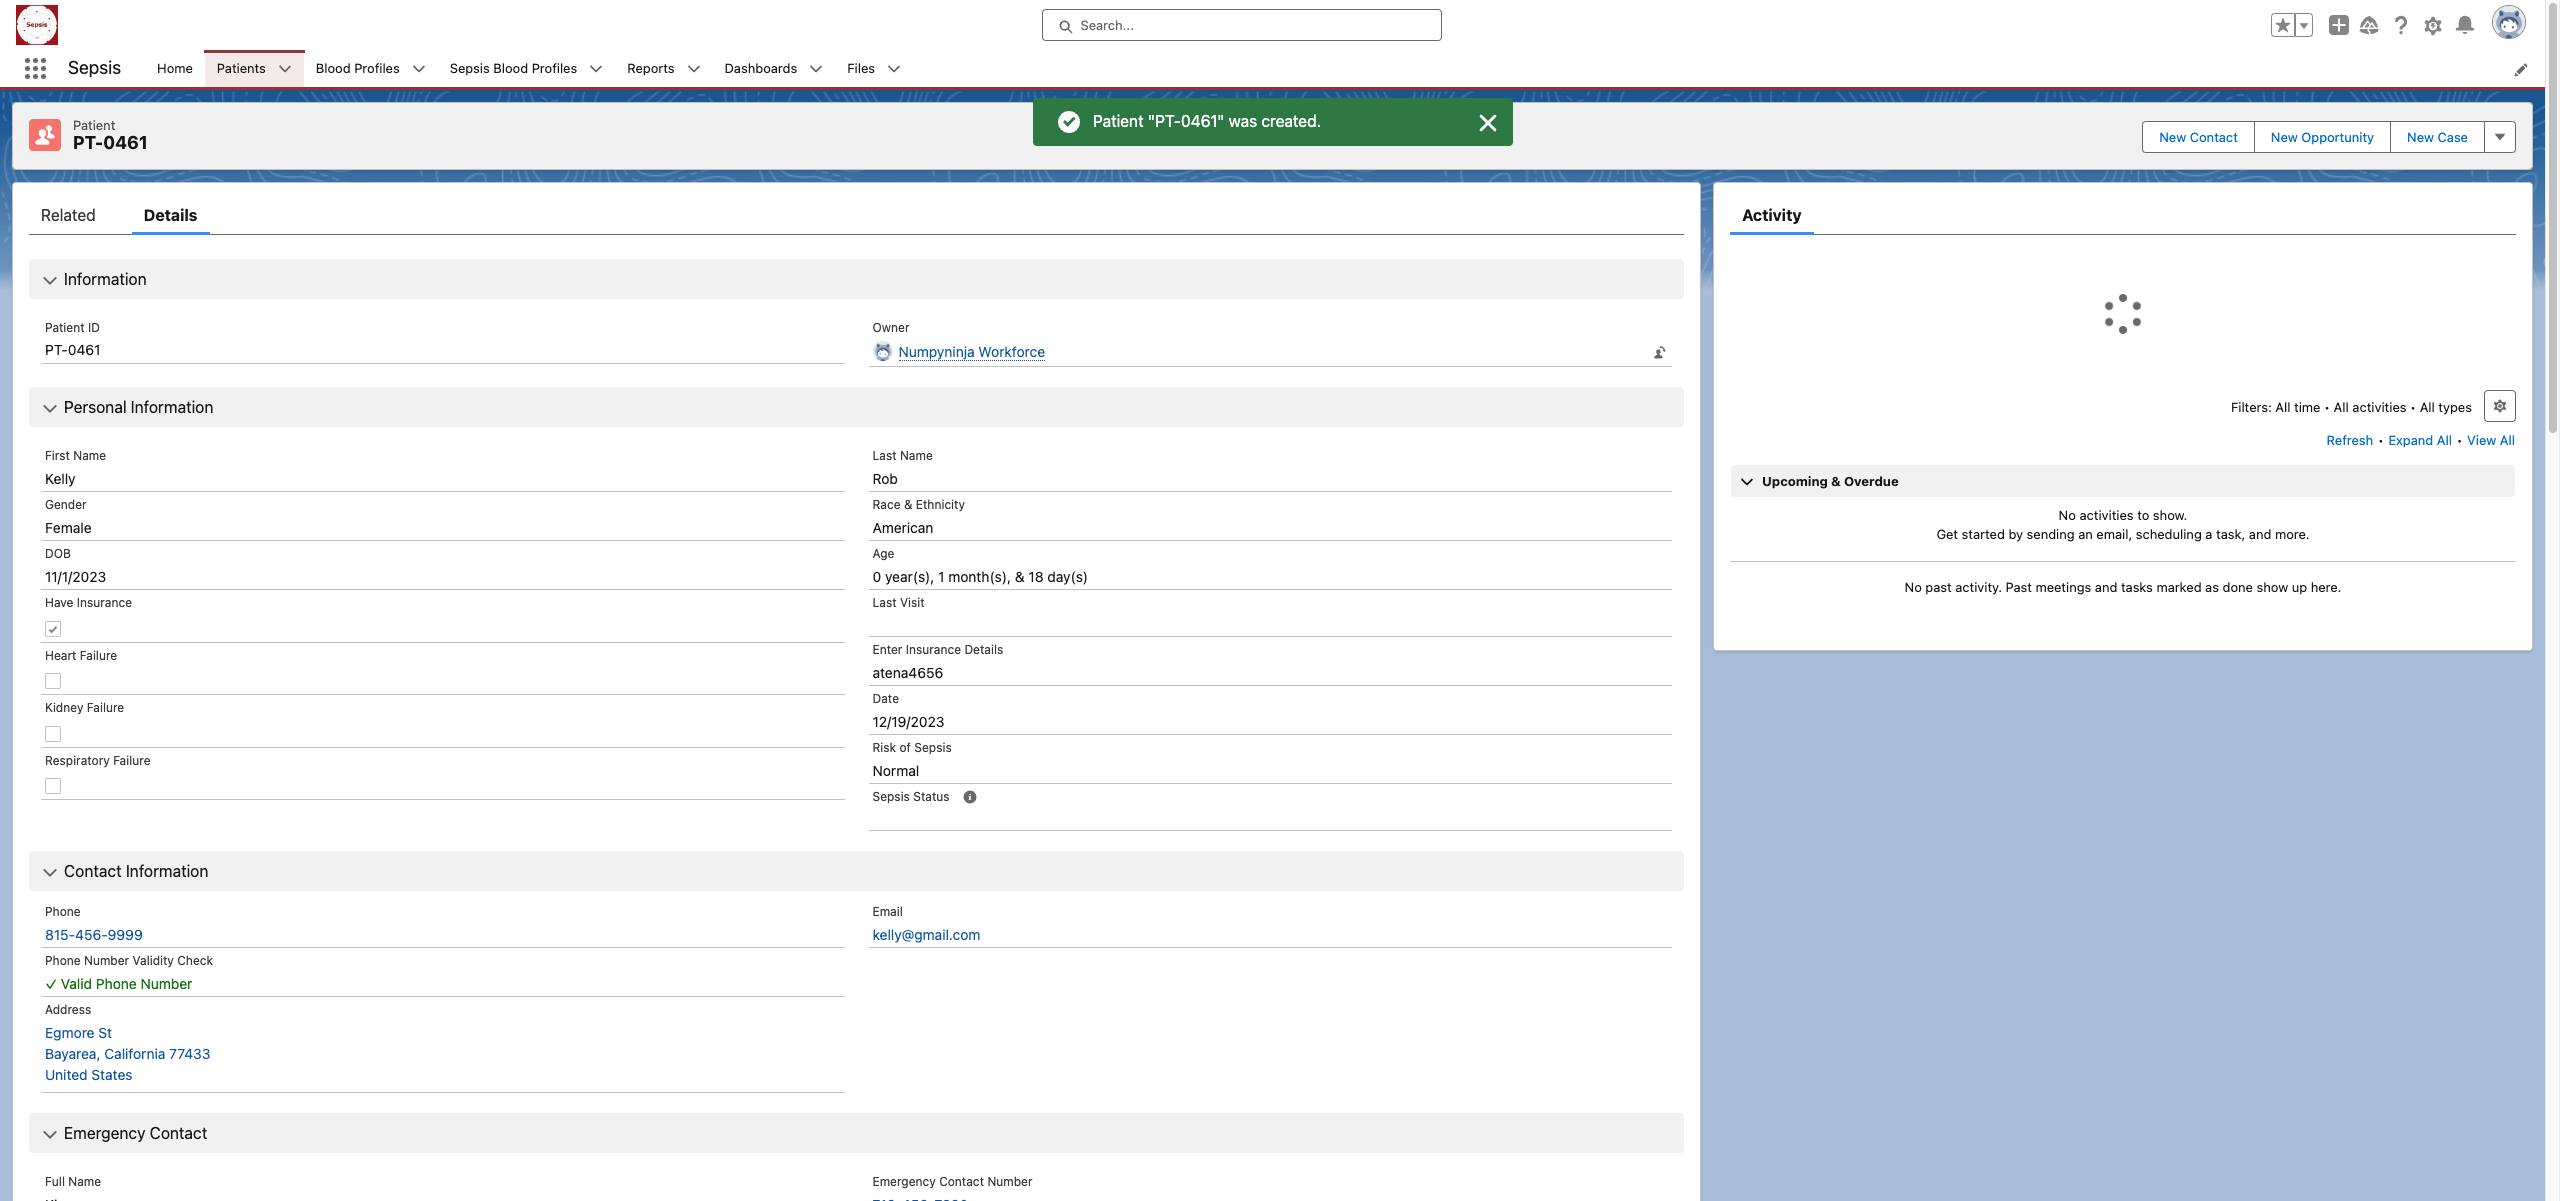 Sepsis
Search...
Sepsis
Home
Patients
Blood Profiles
Sepsis Blood Profiles
Reports
Dashboards
Files
Patient
PT-0461
Patient "PT-0461" was created.
New Contact
New Opportunity
New Case
Related
Details
Information
Patient ID
PT-0461
Owner
Numpyninja Workforce
Personal Information
First Name
Kelly
Last Name
Rob
Gender
Female
Race & Ethnicity
American
DOB
11/1/2023
Age
0 year(s), 1 month(s), & 18 day(s)
Have Insurance
Last Visit
Heart Failure
Enter Insurance Details
atena4656
Kidney Failure
Date
12/19/2023
Respiratory Failure
Risk of Sepsis
Normal
Sepsis Status
Contact Information
Phone
815-456-9999
Email
kelly@gmail.com
Phone Number Validity Check
✓ Valid Phone Number
Address
Egmore St
Bayarea, California 77433
United States
Emergency Contact
Full Name
Emergency Contact Number
Activity
Filters: All time • All activities • All types
Refresh • Expand All • View All
Upcoming & Overdue
No activities to show.
Get started by sending an email, scheduling a task, and more.
No past activity. Past meetings and tasks marked as done show up here.